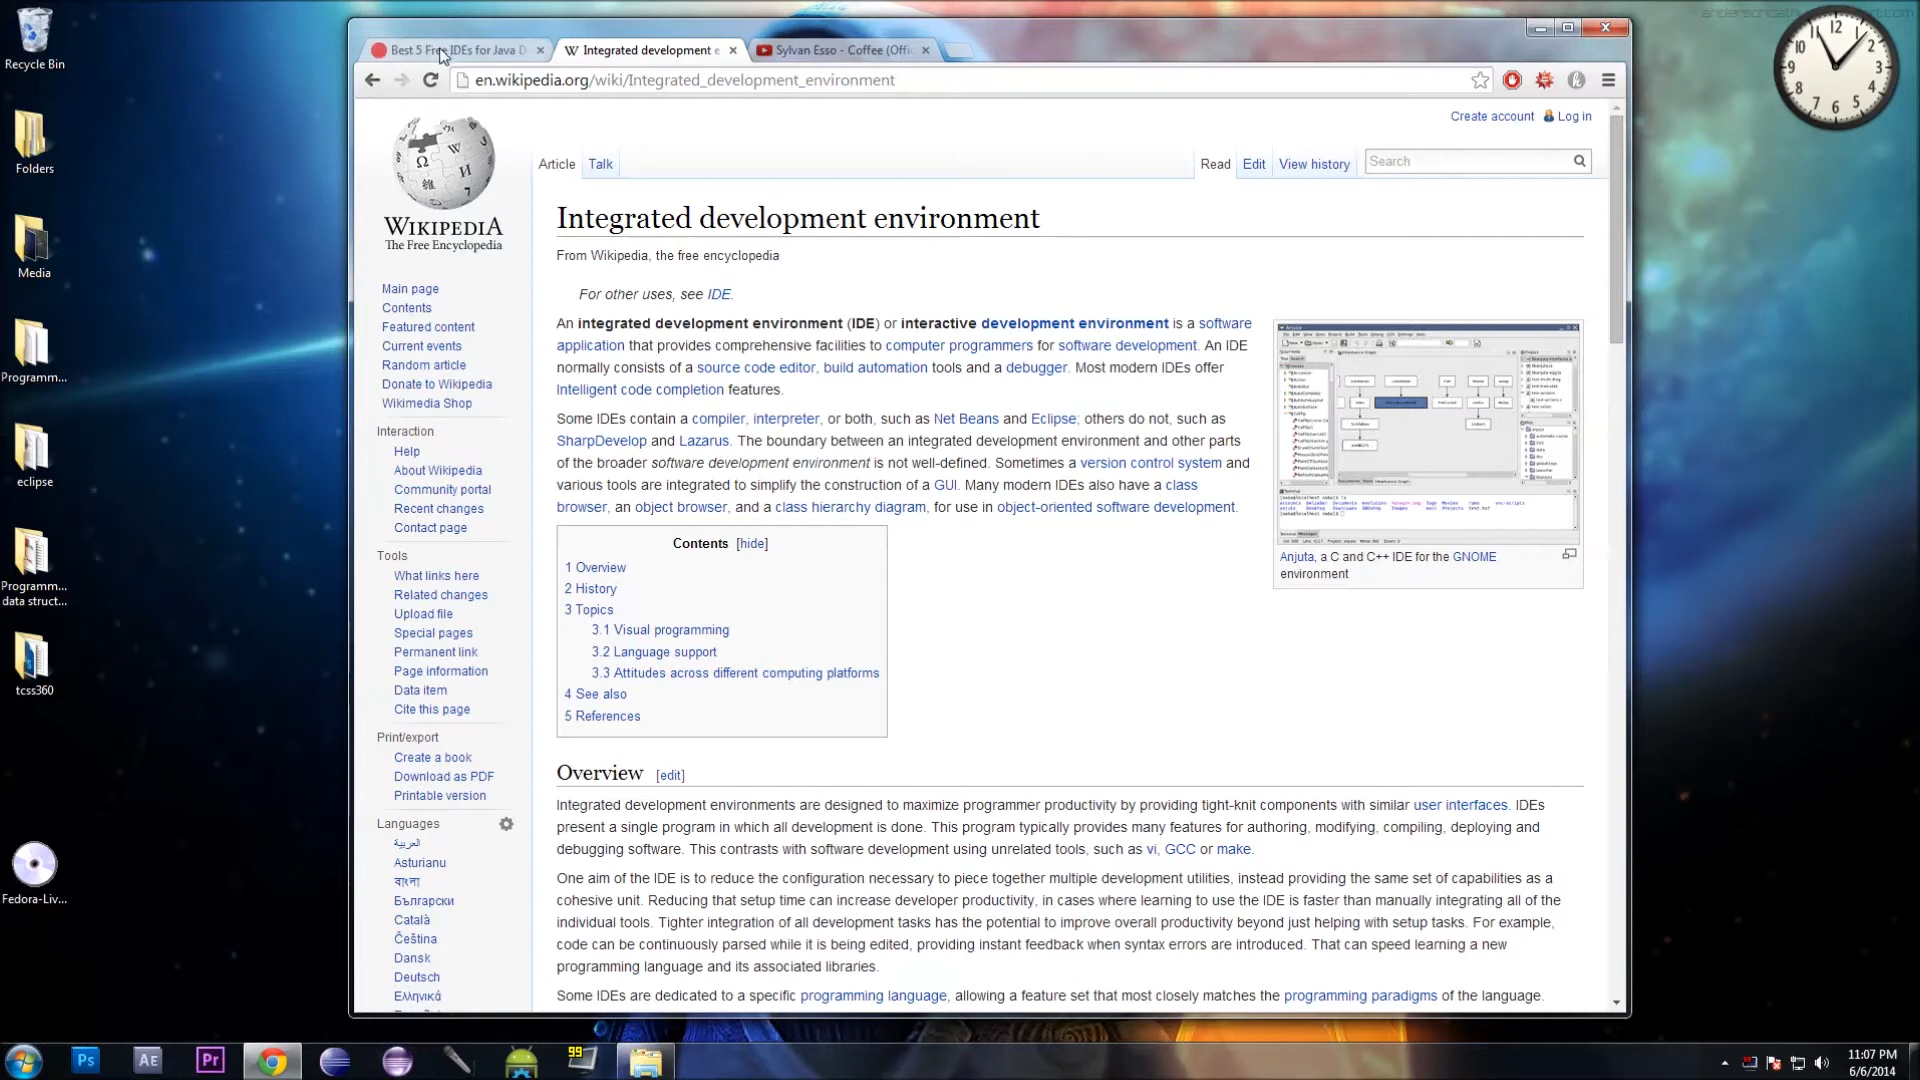 Recycle Bin
Folders
Media
Programm...
eclipse
Programm...
data struct...
tcss360
Fedora-Liv...
Best 5 Free IDEs for Java D
Integrated development e
Sylvan Esso - Coffee (Offi
en.wikipedia.org/wiki/Integrated_development_environment
Create account Log in
Article Talk
Read Edit View history
Search
WIKIPEDIA
The Free Encyclopedia
Main page
Contents
Featured content
Current events
Random article
Donate to Wikipedia
Wikimedia Shop
Interaction
Help
About Wikipedia
Community portal
Recent changes
Contact page
Tools
What links here
Related changes
Upload file
Special pages
Permanent link
Page information
Data item
Cite this page
Print/export
Create a book
Download as PDF
Printable version
Languages
العربية
Asturianu
বাংলা
Български
Català
Čeština
Dansk
Deutsch
Ελληνικά
Integrated development environment
From Wikipedia, the free encyclopedia
For other uses, see IDE.
An integrated development environment (IDE) or interactive development environment is a software
application that provides comprehensive facilities to computer programmers for software development. An IDE
normally consists of a source code editor, build automation tools and a debugger. Most modern IDEs offer
Intelligent code completion features.
Some IDEs contain a compiler, interpreter, or both, such as Net Beans and Eclipse; others do not, such as
SharpDevelop and Lazarus. The boundary between an integrated development environment and other parts
of the broader software development environment is not well-defined. Sometimes a version control system and
various tools are integrated to simplify the construction of a GUI. Many modern IDEs also have a class
browser, an object browser, and a class hierarchy diagram, for use in object-oriented software development.
Anjuta, a C and C++ IDE for the GNOME
environment
Contents [hide]
1 Overview
2 History
3 Topics
3.1 Visual programming
3.2 Language support
3.3 Attitudes across different computing platforms
4 See also
5 References
Overview [edit]
Integrated development environments are designed to maximize programmer productivity by providing tight-knit components with similar user interfaces. IDEs
present a single program in which all development is done. This program typically provides many features for authoring, modifying, compiling, deploying and
debugging software. This contrasts with software development using unrelated tools, such as vi, GCC or make.
One aim of the IDE is to reduce the configuration necessary to piece together multiple development utilities, instead providing the same set of capabilities as a
cohesive unit. Reducing that setup time can increase developer productivity, in cases where learning to use the IDE is faster than manually integrating all of the
individual tools. Tighter integration of all development tasks has the potential to improve overall productivity beyond just helping with setup tasks. For example,
code can be continuously parsed while it is being edited, providing instant feedback when syntax errors are introduced. That can speed learning a new
programming language and its associated libraries.
Some IDEs are dedicated to a specific programming language, allowing a feature set that most closely matches the programming paradigms of the language.
12
1
2
3
4
5
6
7
8
9
10
11
Ps
AE
Pr
99
11:07 PM
6/6/2014